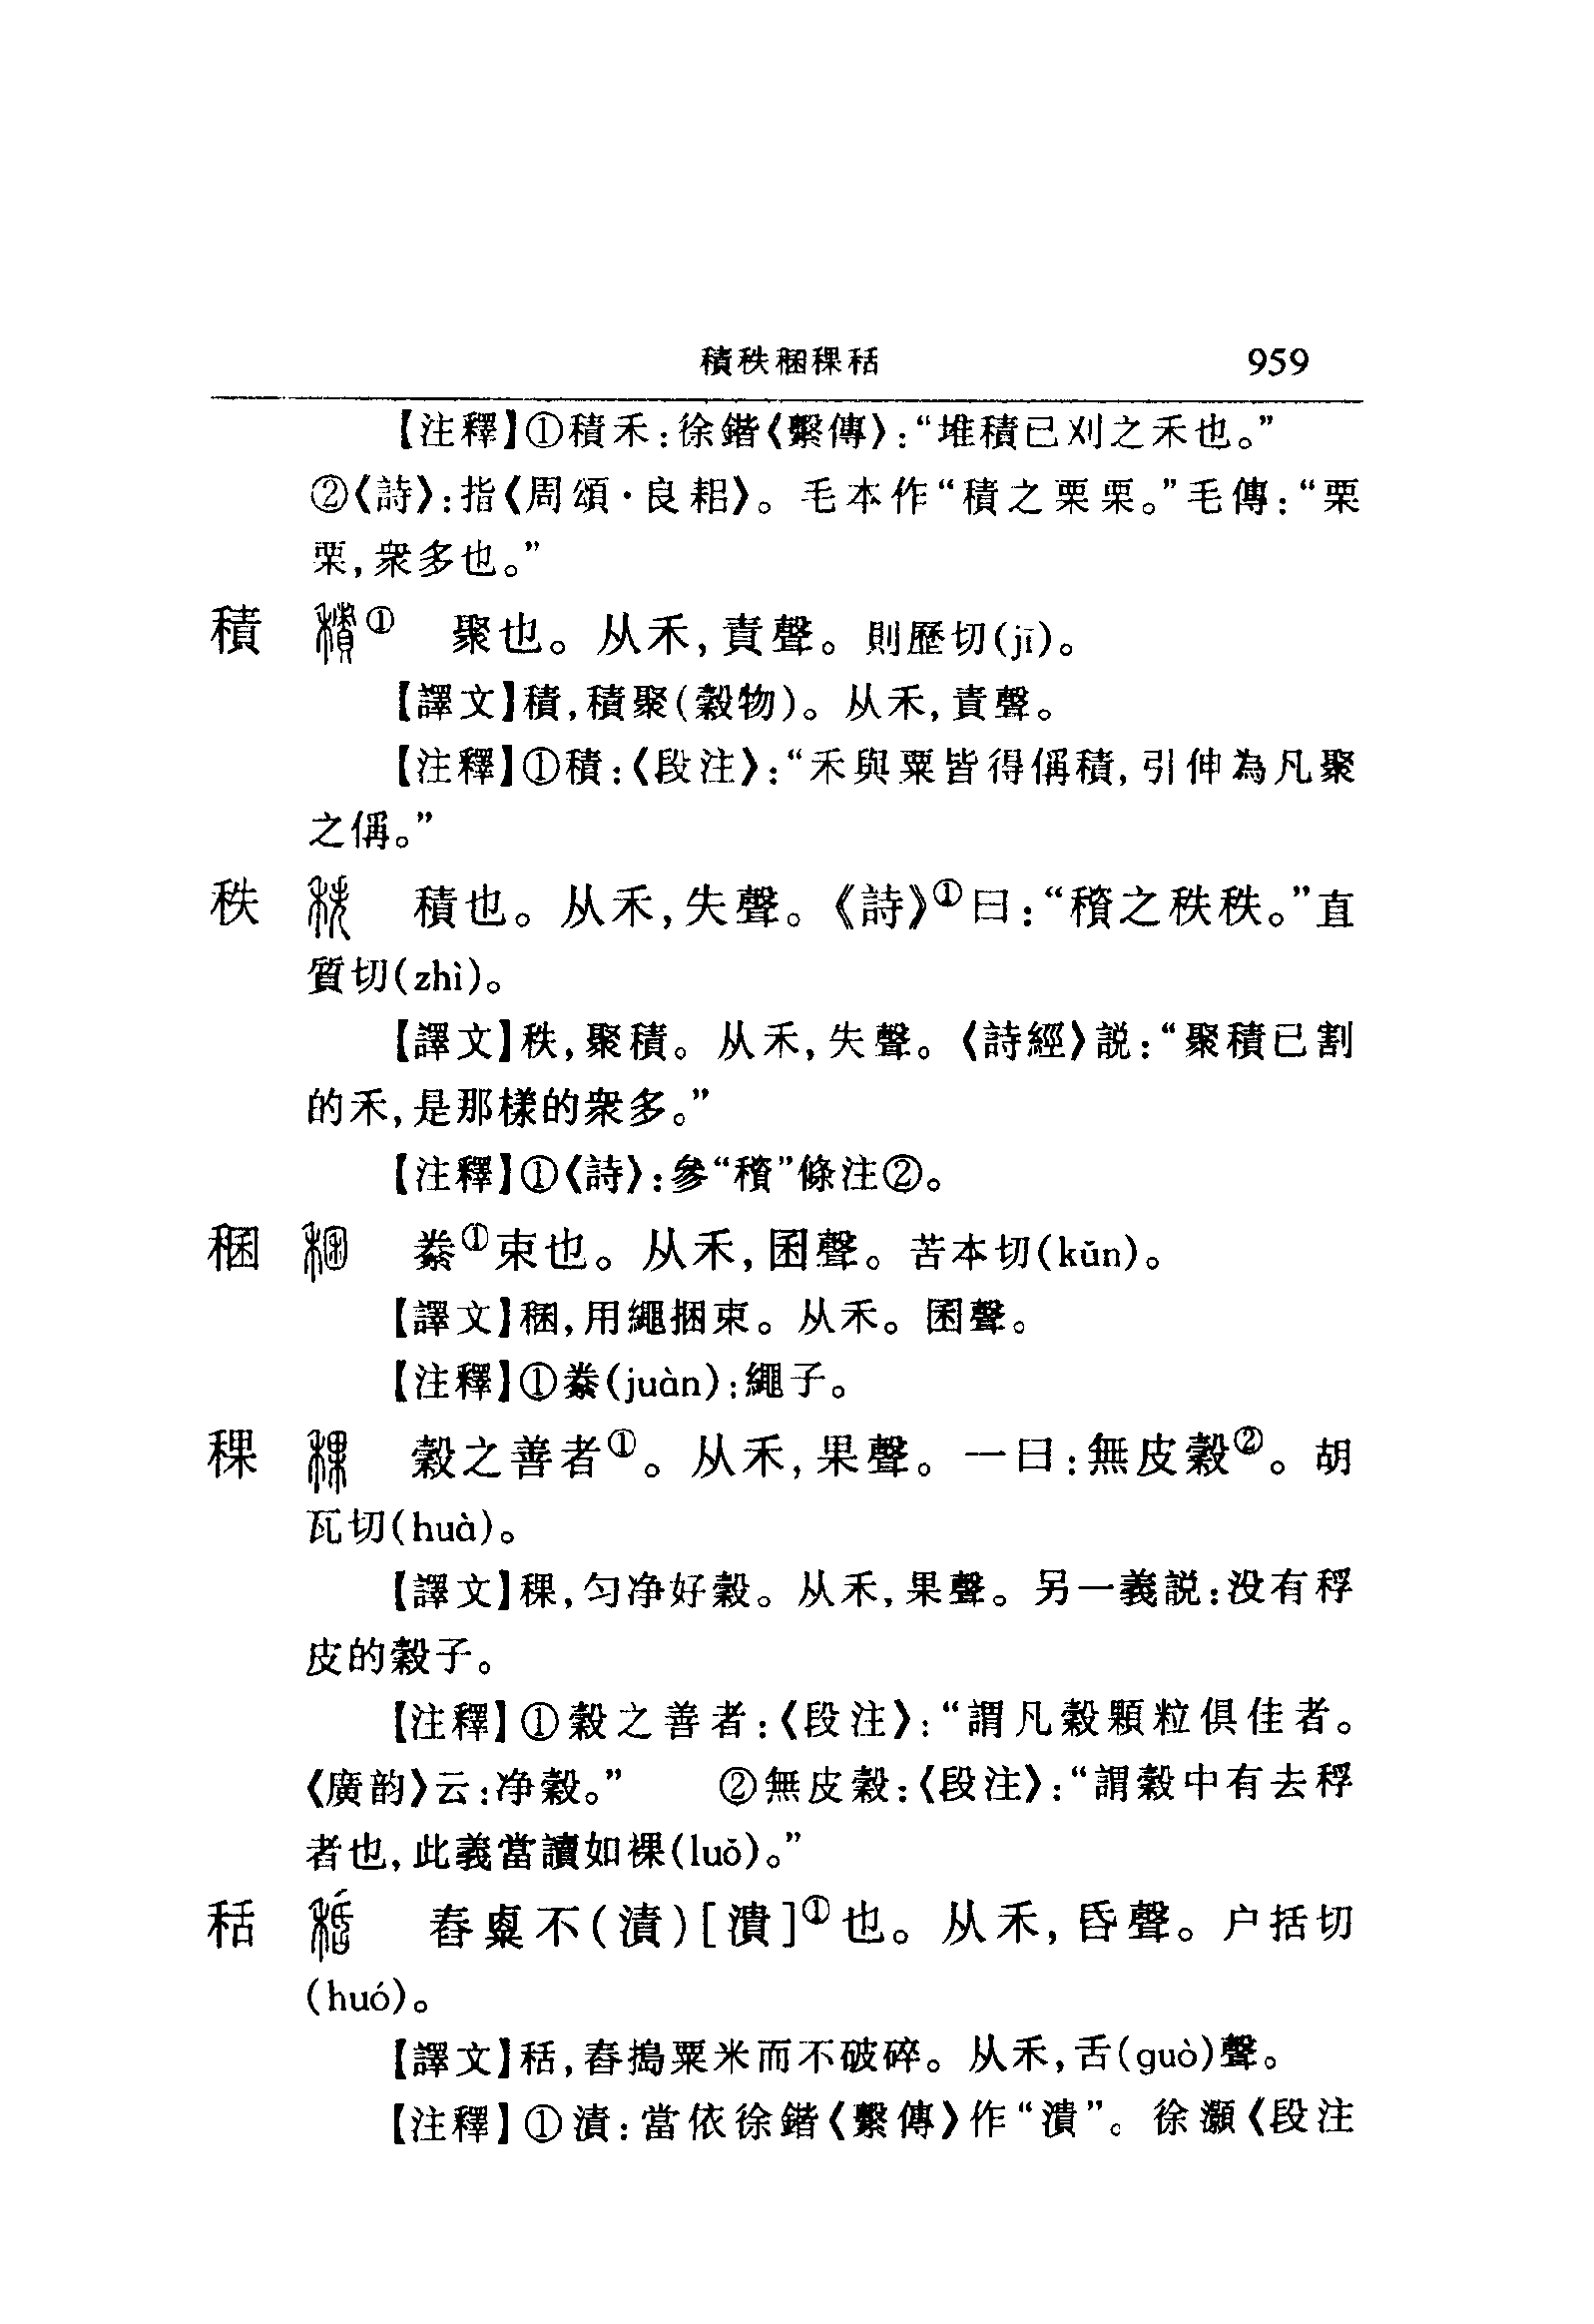 積秩稇稞秳 959
【注釋】①積禾：徐鍇〈繫傳〉：“堆積已刈之禾也。”
②〈詩〉：指〈周頌·良耜〉。毛本作“積之栗栗。”毛傳：“栗
栗，衆多也。”
積 ① 聚也。从禾，責聲。則歷切(jī)。
【譯文】積，積聚(穀物)。从禾，責聲。
【注釋】①積：〈段注〉：“禾與粟皆得偁積，引伸為凡聚
之偁。”
秩 積也。从禾，失聲。《詩》①曰：“䅣之秩秩。”直
質切(zhì)。
【譯文】秩，聚積。从禾，失聲。〈詩經〉説：“聚積已割
的禾，是那樣的衆多。”
【注釋】①〈詩〉：參“䅣”條注②。
稇 𥿋①束也。从禾，囷聲。苦本切(kǔn)。
【譯文】稇，用繩捆束。从禾。囷聲。
【注釋】①𥿋(juàn)：繩子。
稞 穀之善者①。从禾，果聲。一曰：無皮穀②。胡
瓦切(huà)。
【譯文】稞，匀净好穀。从禾，果聲。另一義説：没有稃
皮的穀子。
【注釋】①穀之善者：〈段注〉：“謂凡穀顆粒俱佳者。
〈廣韵〉云：净穀。” ②無皮穀：〈段注〉：“謂穀中有去稃
者也，此義當讀如裸(luǒ)。”
秳 舂𥻆不(漬)[潰]①也。从禾，昏聲。户括切
(huó)。
【譯文】秳，舂搗粟米而不破碎。从禾，舌(guò)聲。
【注釋】①漬：當依徐鍇〈繫傳〉作“潰”。徐灝〈段注